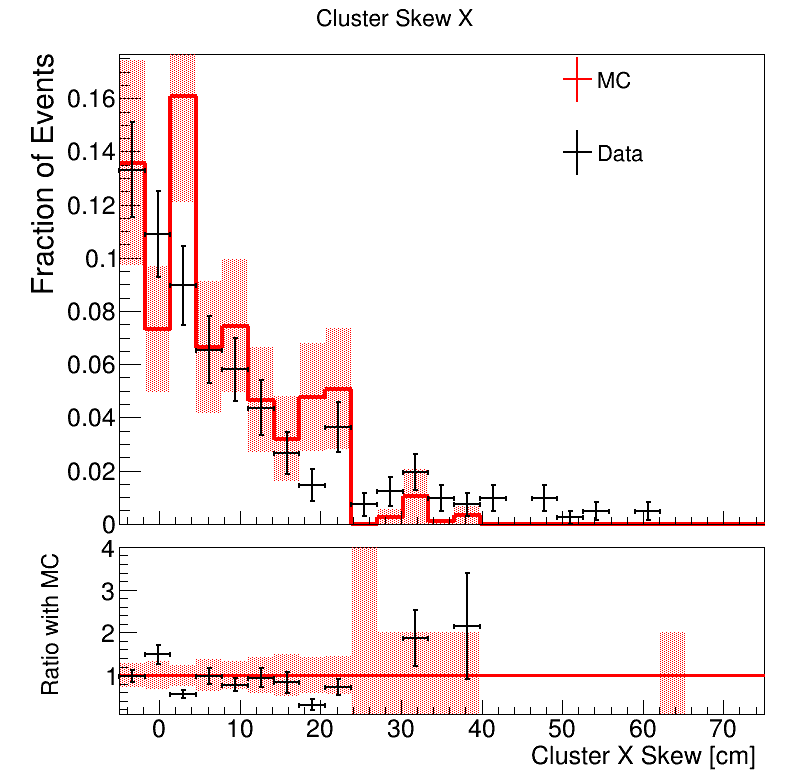 Cluster Skew X
Fraction of Events
0.16
0.14
0.12
0.1
0.08
0.06
0.04
0.02
0
MC
Data
Ratio with MC
4
3
2
1
0 10 20 30 40 50 60 70
Cluster X Skew [cm]